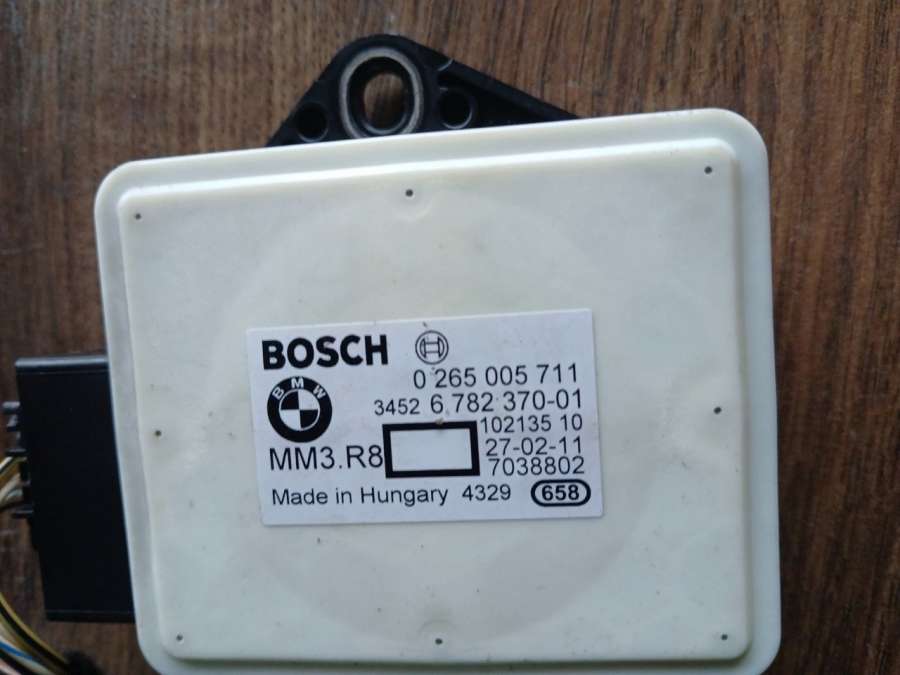 BOSCH
0 265 005 711
BMW
3452 6 782 370-01
102135 10
MM3.R8
27-02-11
7038802
Made in Hungary 4329 658